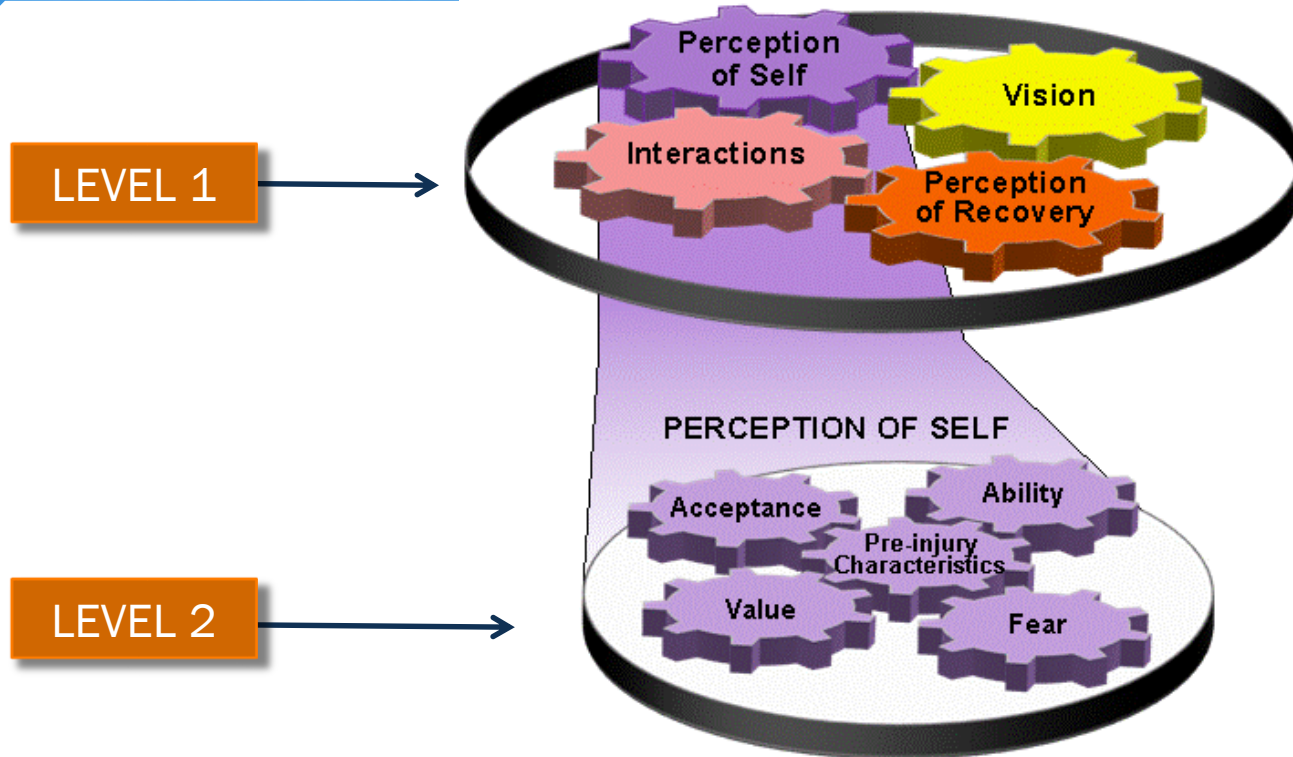 Perception
of Self
Vision
LEVEL 1
Interactions
Perception
of Recovery
PERCEPTION OF SELF
Acceptance
Ability
Pre-injury
Characteristics
LEVEL 2
Value
Fear